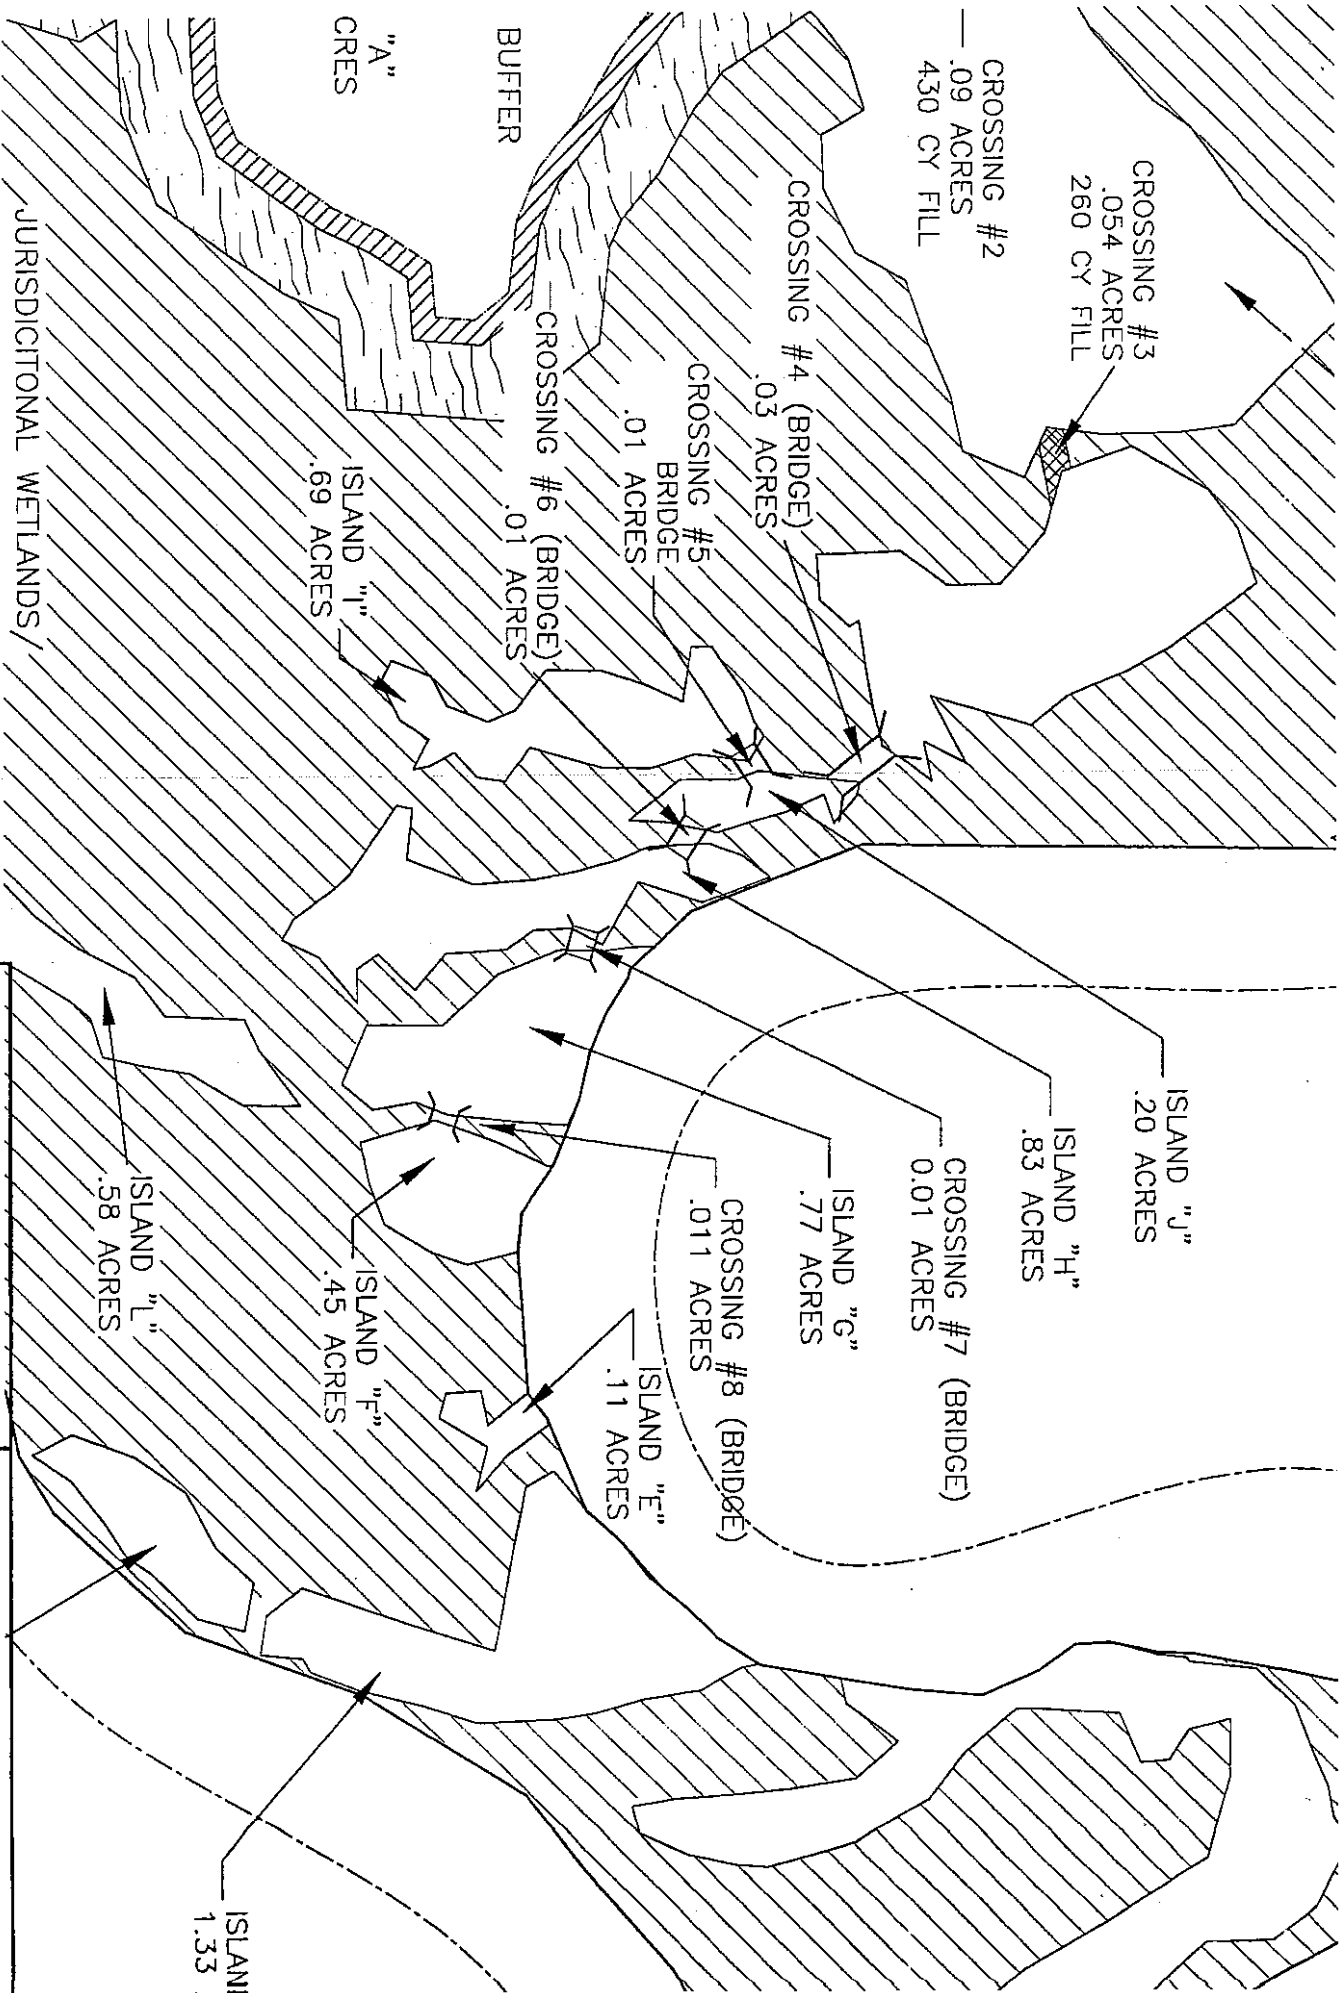 CROSSING #3
.054 ACRES
260 CY FILL
CROSSING #2
.09 ACRES
430 CY FILL
CROSSING #4 (BRIDGE)
.03 ACRES
CROSSING #5
BRIDGE
.01 ACRES
CROSSING #6 (BRIDGE)
.01 ACRES
BUFFER
"A"
CRES
ISLAND "I"
.69 ACRES
JURISDICITONAL WETLANDS
ISLAND "J"
.20 ACRES
ISLAND "H"
.83 ACRES
CROSSING #7 (BRIDGE)
0.01 ACRES
ISLAND "G"
.77 ACRES
CROSSING #8 (BRIDGE)
.011 ACRES
ISLAND "E"
.11 ACRES
ISLAND "F"
.45 ACRES
ISLAND "L"
.58 ACRES
ISLAN
1.33